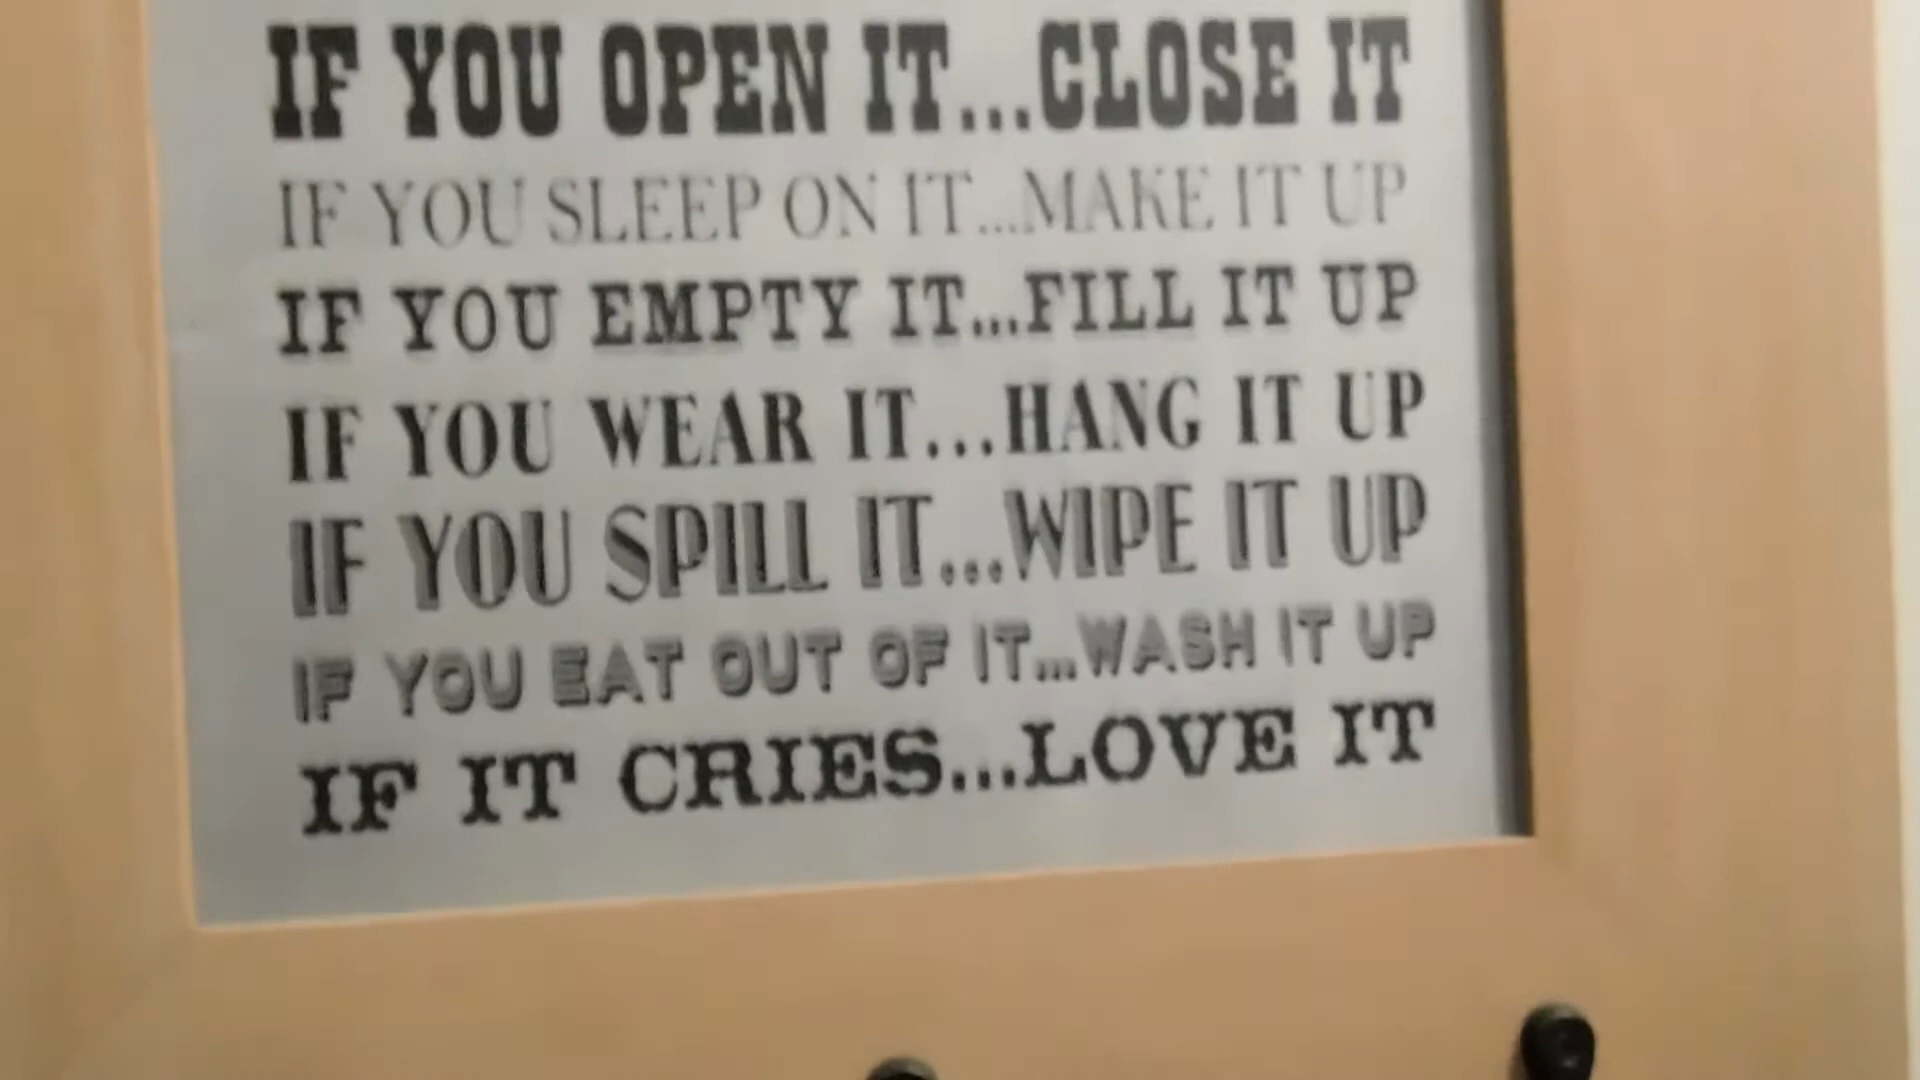 IF YOU OPEN IT...CLOSE IT
IF YOU SLEEP ON IT...MAKE IT UP
IF YOU EMPTY IT...FILL IT UP
IF YOU WEAR IT...HANG IT UP
IF YOU SPILL IT...WIPE IT UP
IF YOU EAT OUT OF IT...WASH IT UP
IF IT CRIES...LOVE IT